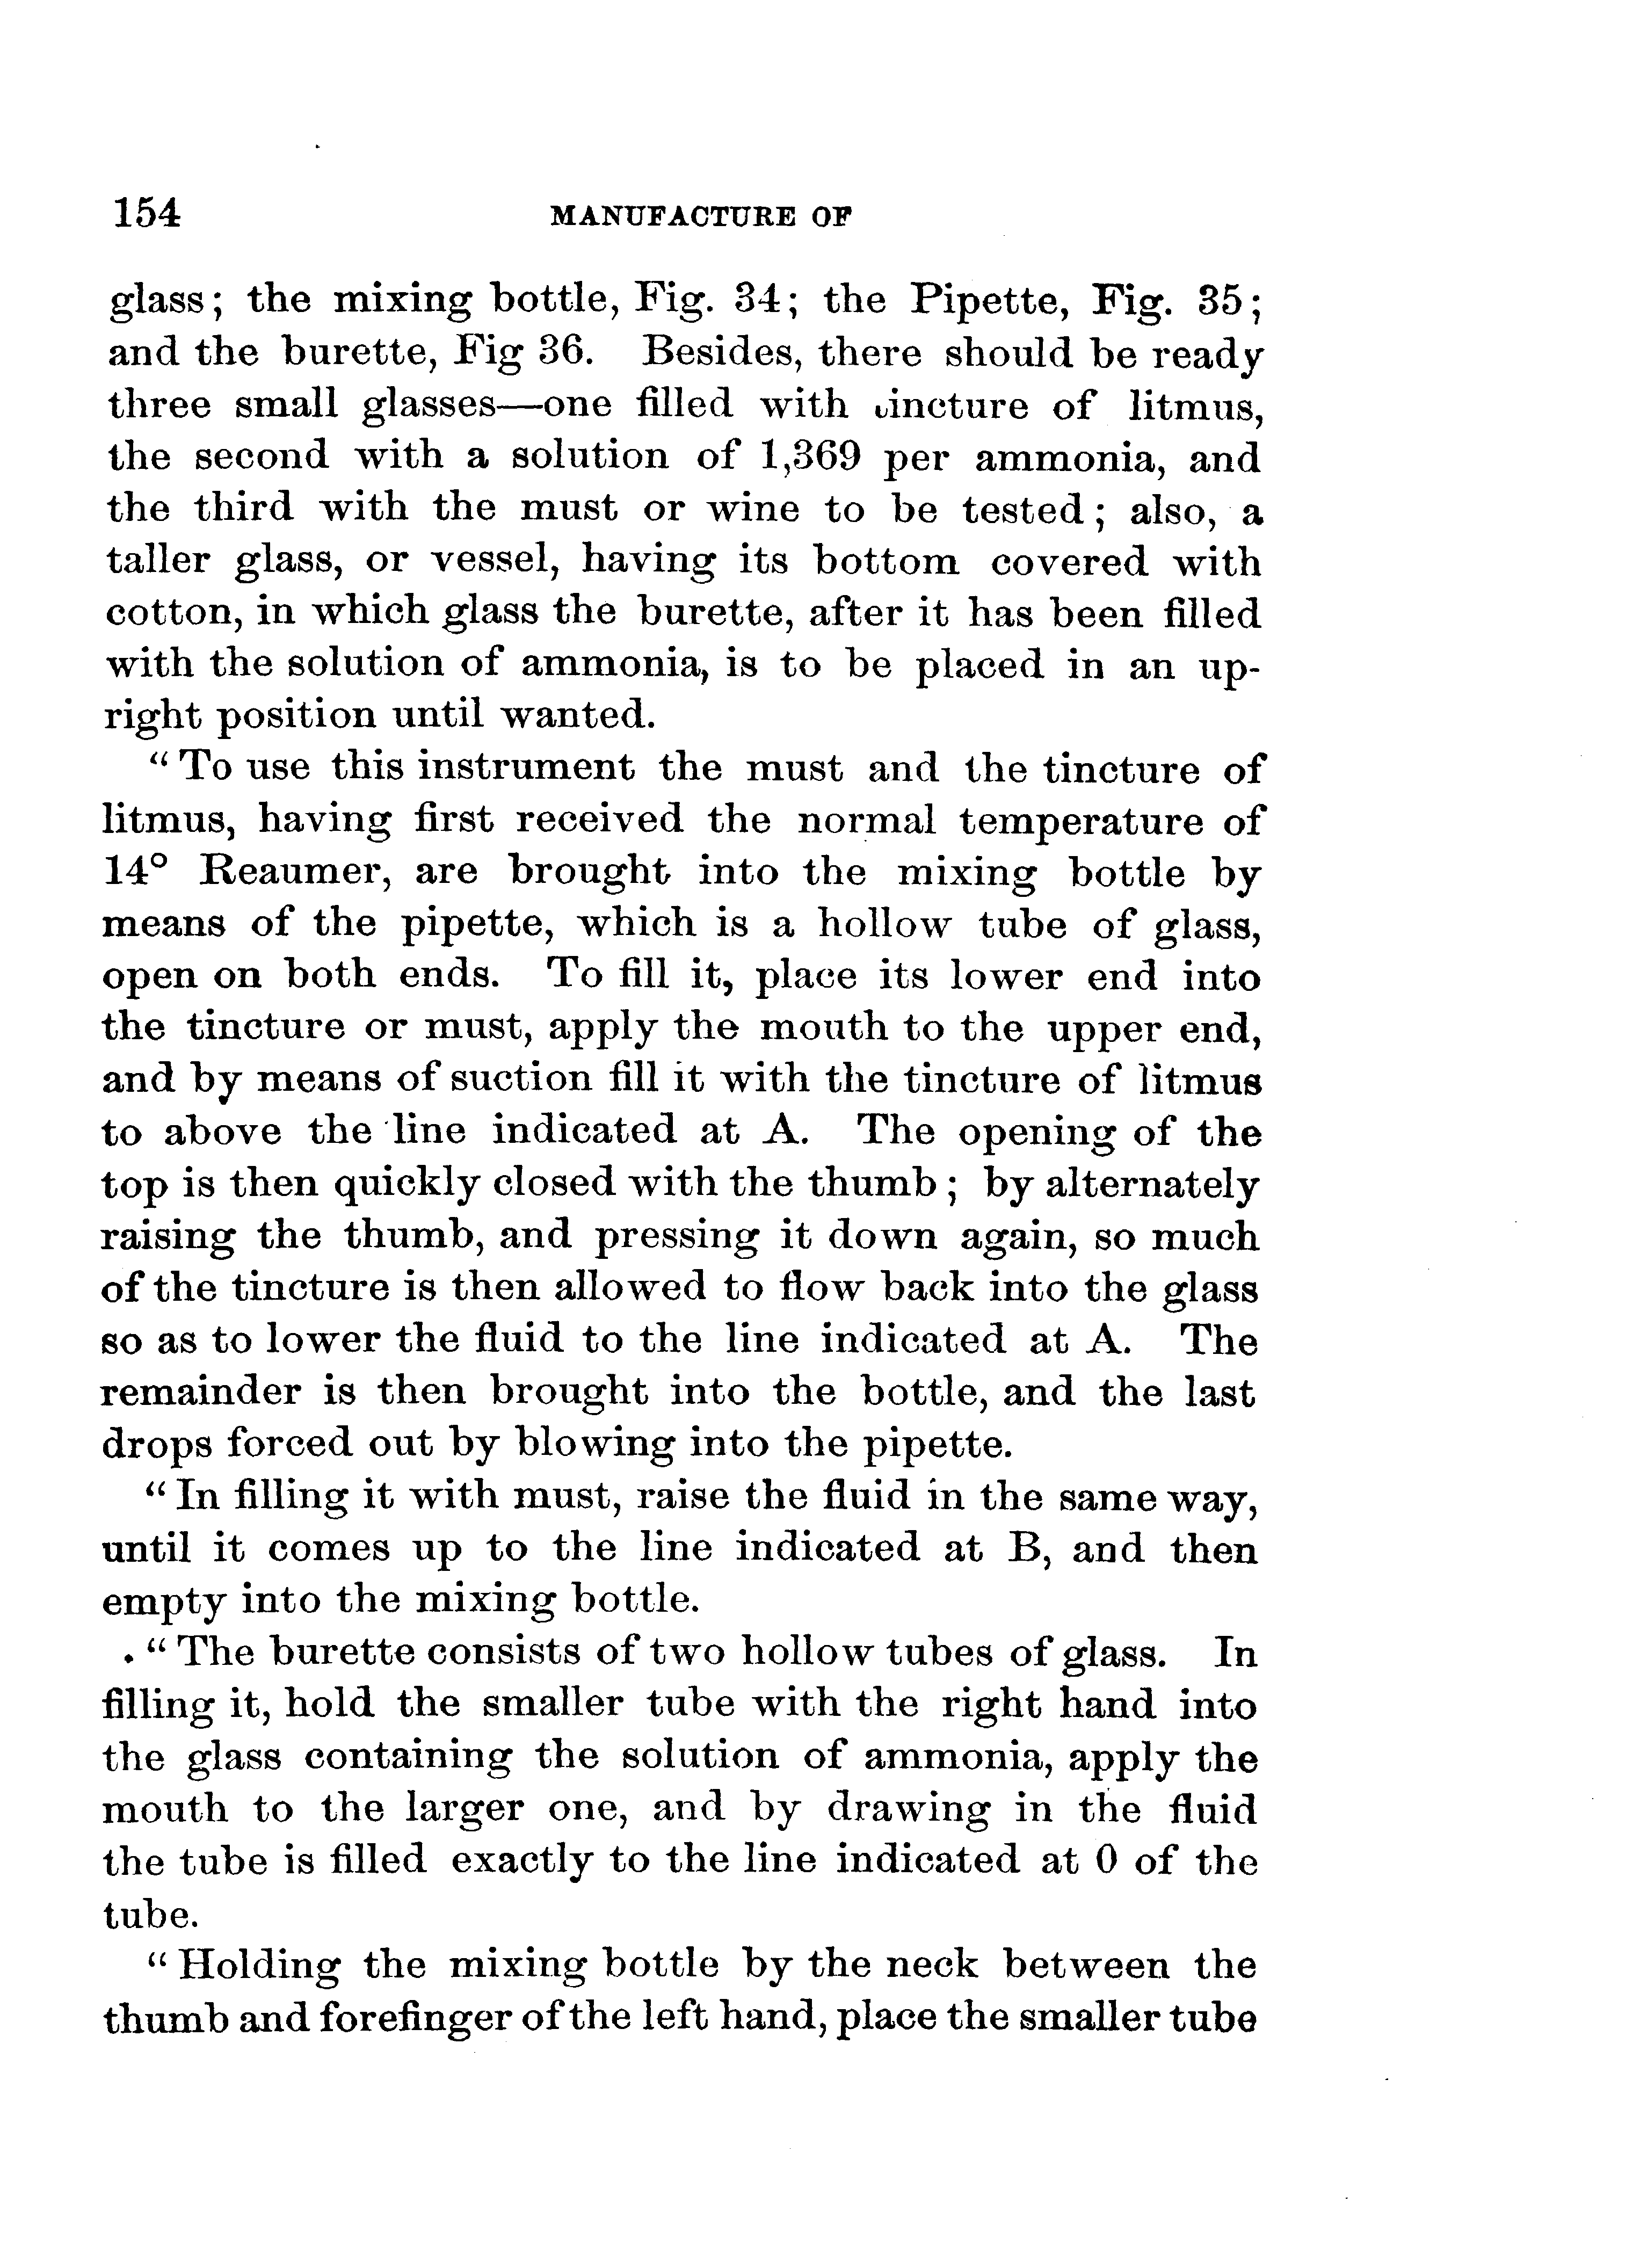 154 MANUFACTURE OF
glass; the mixing bottle, Fig. 34; the Pipette, Fig. 35;
and the burette, Fig 36. Besides, there should be ready
three small glasses—one filled with tincture of litmus,
the second with a solution of 1,369 per ammonia, and
the third with the must or wine to be tested; also, a
taller glass, or vessel, having its bottom covered with
cotton, in which glass the burette, after it has been filled
with the solution of ammonia, is to be placed in an up-
right position until wanted.
"To use this instrument the must and the tincture of
litmus, having first received the normal temperature of
14° Reaumer, are brought into the mixing bottle by
means of the pipette, which is a hollow tube of glass,
open on both ends. To fill it, place its lower end into
the tincture or must, apply the mouth to the upper end,
and by means of suction fill it with the tincture of litmus
to above the line indicated at A. The opening of the
top is then quickly closed with the thumb; by alternately
raising the thumb, and pressing it down again, so much
of the tincture is then allowed to flow back into the glass
so as to lower the fluid to the line indicated at A. The
remainder is then brought into the bottle, and the last
drops forced out by blowing into the pipette.
"In filling it with must, raise the fluid in the same way,
until it comes up to the line indicated at B, and then
empty into the mixing bottle.
"The burette consists of two hollow tubes of glass. In
filling it, hold the smaller tube with the right hand into
the glass containing the solution of ammonia, apply the
mouth to the larger one, and by drawing in the fluid
the tube is filled exactly to the line indicated at 0 of the
tube.
"Holding the mixing bottle by the neck between the
thumb and forefinger of the left hand, place the smaller tube